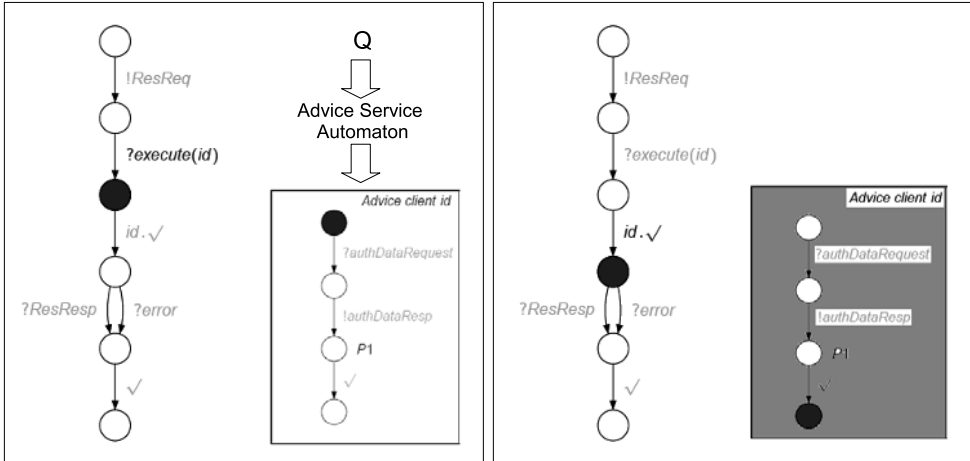 !ResReq
?execute(id)
id.√
?ResResp
?error
√
Q
Advice Service
Automaton
Advice client id
?authDataRequest
!authDataResp
P1
√
!ResReq
?execute(id)
id.√
?ResResp
?error
√
Advice client id
?authDataRequest
!authDataResp
P1
√